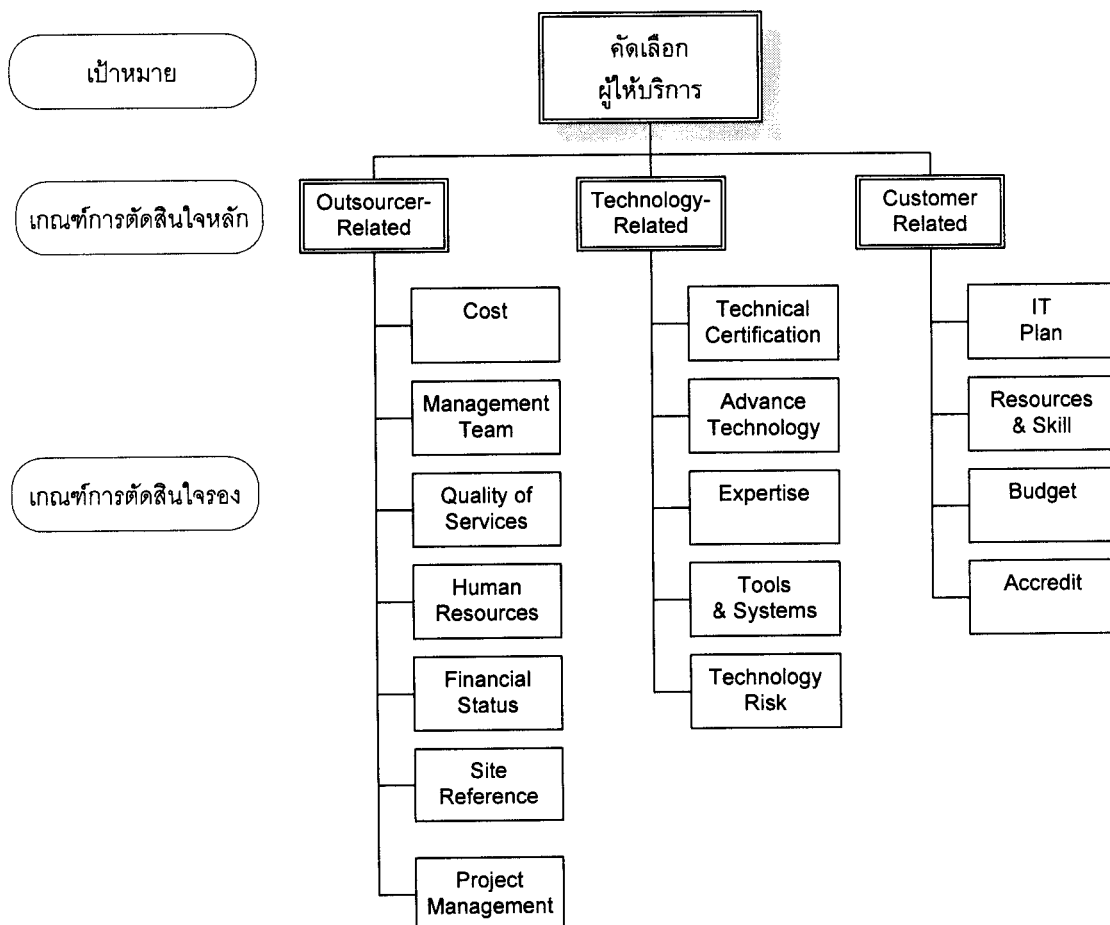 เป้าหมาย
คัดเลือก
ผู้ให้บริการ
เกณฑ์การตัดสินใจหลัก
Outsourcer-
Related
Technology-
Related
Customer
Related
เกณฑ์การตัดสินใจรอง
Cost
Management
Team
Quality of
Services
Human
Resources
Financial
Status
Site
Reference
Project
Management
Technical
Certification
Advance
Technology
Expertise
Tools
& Systems
Technology
Risk
IT
Plan
Resources
& Skill
Budget
Accredit